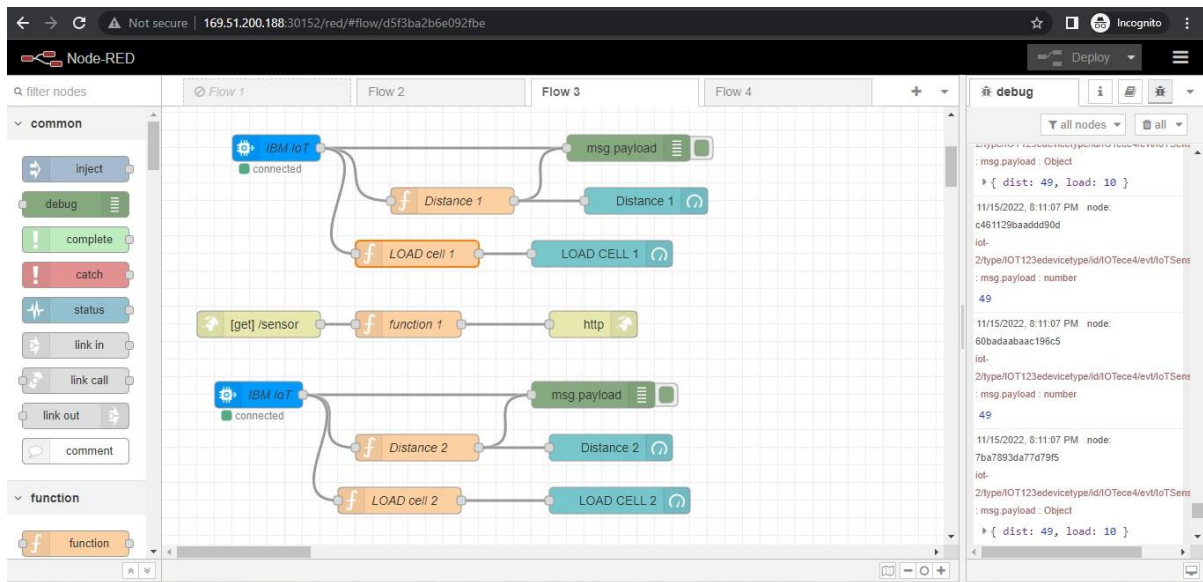 Not secure | 169.51.200.188:30152/red/#flow/d5f3ba2b6e092fbe
Incognito
Node-RED
Deploy
filter nodes
common
inject
debug
complete
catch
status
link in
link call
link out
comment
function
function
Flow 1
Flow 2
Flow 3
Flow 4
IBM IoT
connected
msg.payload
Distance 1
Distance 1
LOAD cell 1
LOAD CELL 1
[get] /sensor
function 1
http
IBM IoT
connected
msg.payload
Distance 2
Distance 2
LOAD cell 2
LOAD CELL 2
debug
all nodes
all
: msg.payload : Object
{ dist: 49, load: 10 }
11/15/2022, 8:11:07 PM node:
c461129baaddd90d
iot-
2/type/IOT123edevicetype/id/IOTece4/evt/IoTSens
: msg.payload : number
49
11/15/2022, 8:11:07 PM node:
60badaabaac196c5
iot-
2/type/IOT123edevicetype/id/IOTece4/evt/IoTSens
: msg.payload : number
49
11/15/2022, 8:11:07 PM node:
7ba7893da77d79f5
iot-
2/type/IOT123edevicetype/id/IOTece4/evt/IoTSens
: msg.payload : Object
{ dist: 49, load: 10 }